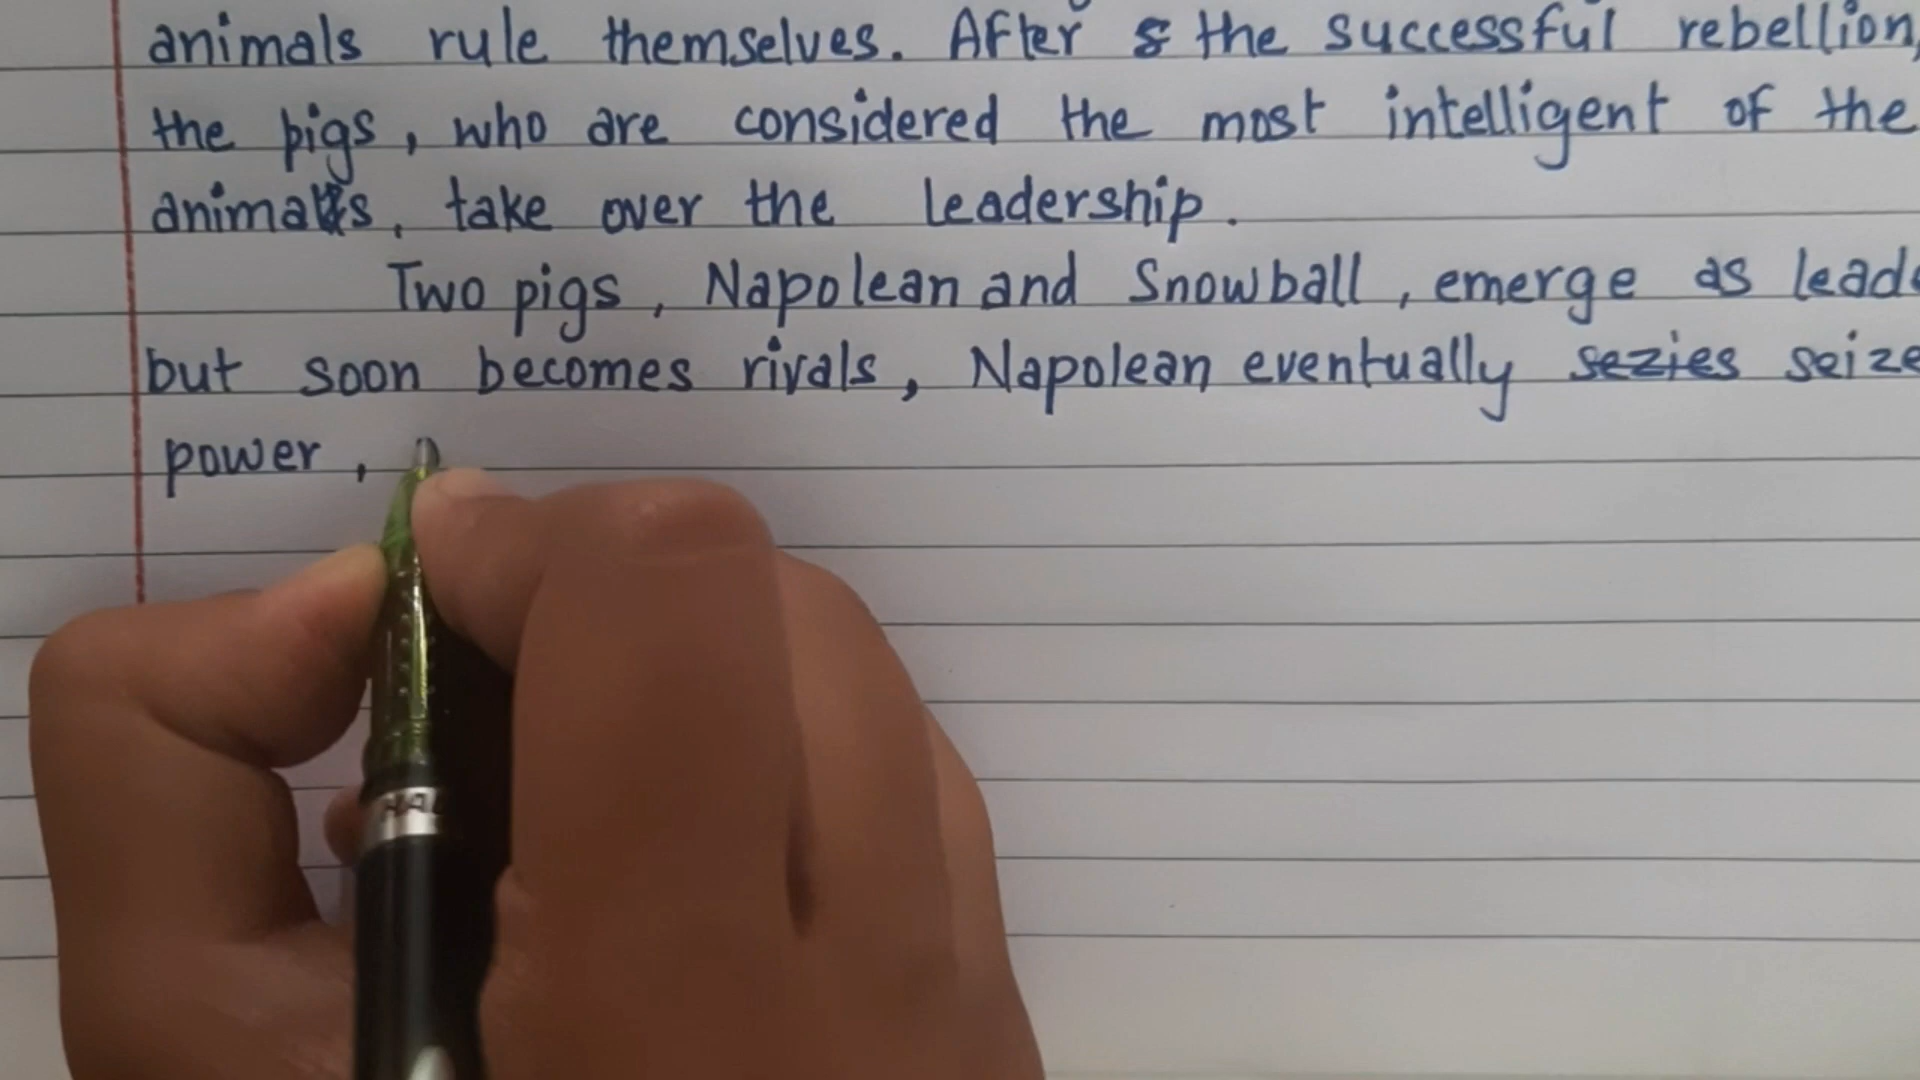 animals rule themselves. After s the successful rebellion,
the pigs, who are considered the most intelligent of the
animals, take over the leadership.
Two pigs, Napolean and Snowball, emerge as lead
but soon becomes rivals, Napolean eventually sezies seize
power,
HAL